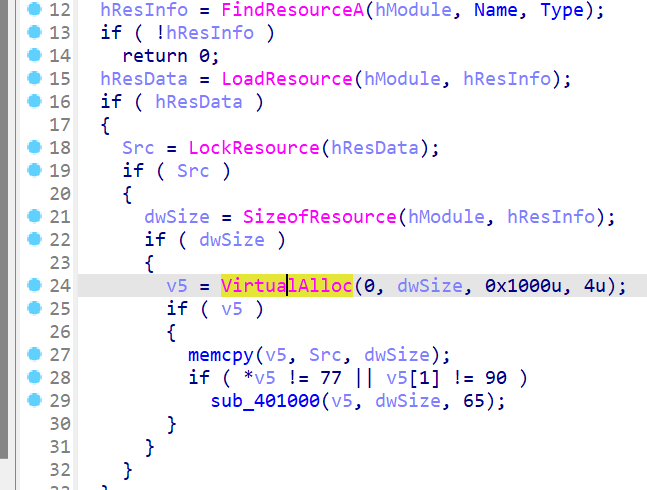 12 hResInfo = FindResourceA(hModule, Name, Type);
13 if ( !hResInfo )
14 return 0;
15 hResData = LoadResource(hModule, hResInfo);
16 if ( hResData )
17 {
18 Src = LockResource(hResData);
19 if ( Src )
20 {
21 dwSize = SizeofResource(hModule, hResInfo);
22 if ( dwSize )
23 {
24 v5 = VirtualAlloc(0, dwSize, 0x1000u, 4u);
25 if ( v5 )
26 {
27 memcpy(v5, Src, dwSize);
28 if ( *v5 != 77 || v5[1] != 90 )
29 sub_401000(v5, dwSize, 65);
30 }
31 }
32 }